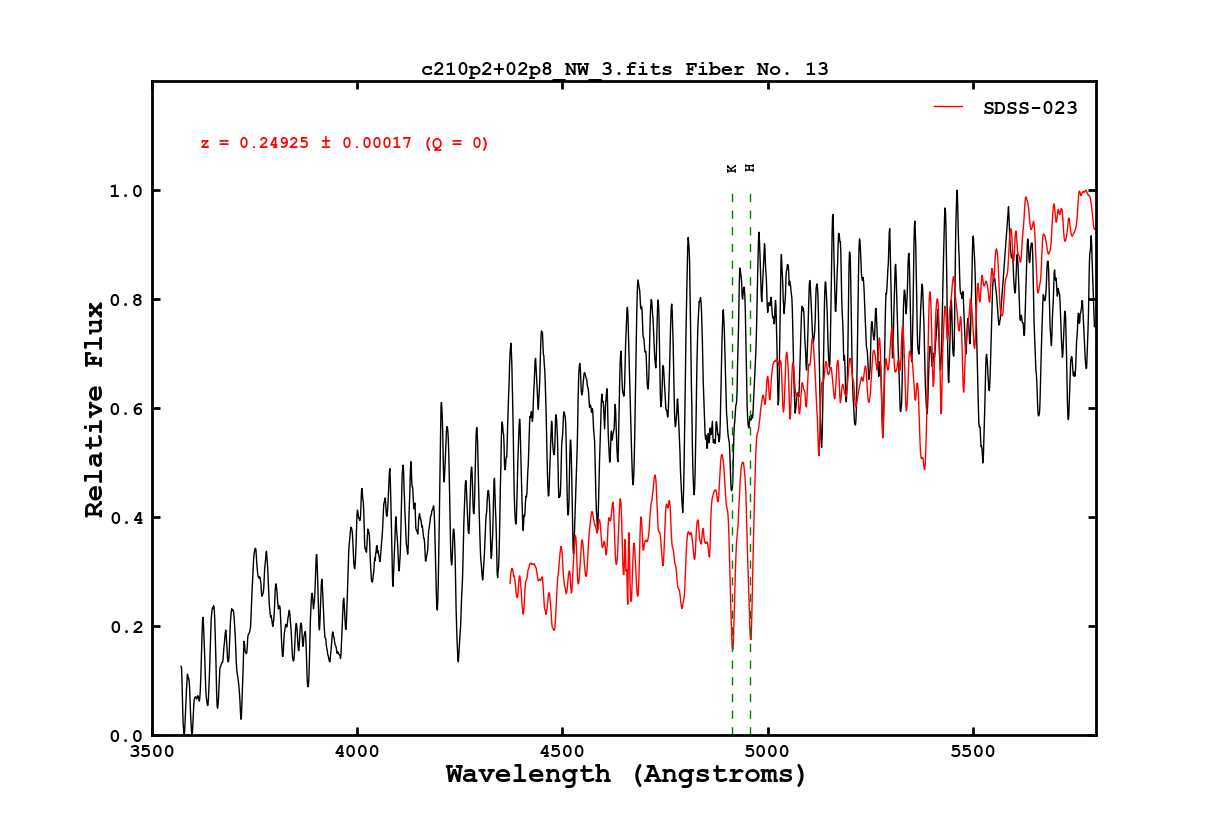 c210p2+02p8_NW_3.fits Fiber No. 13
SDSS-023
z = 0.24925 ± 0.00017 (Q = 0)
K H
1.0
0.8
0.6
0.4
0.2
0.0
Relative Flux
3500 4000 4500 5000 5500
Wavelength (Angstroms)